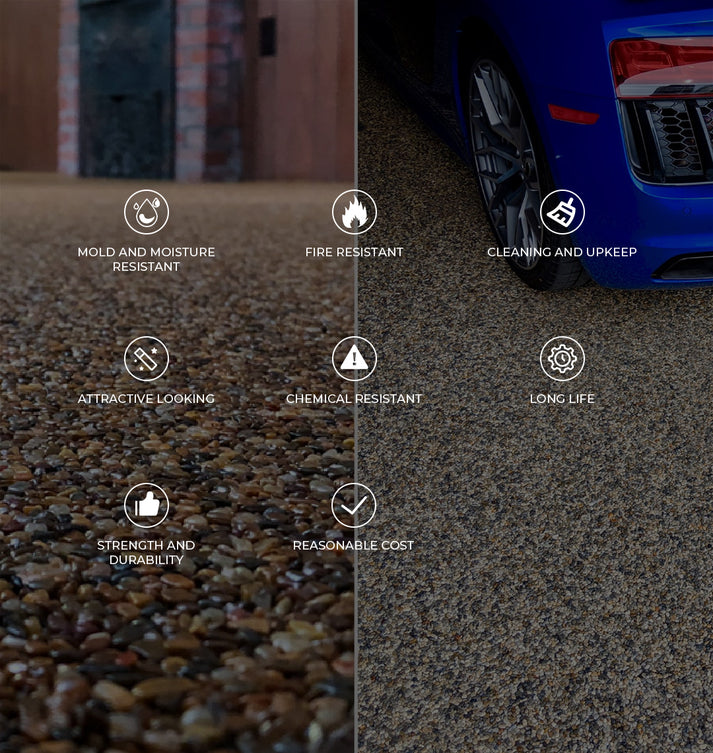 MOLD AND MOISTURE
RESISTANT
FIRE RESISTANT
CLEANING AND UPKEEP
ATTRACTIVE LOOKING
CHEMICAL RESISTANT
LONG LIFE
STRENGTH AND
DURABILITY
REASONABLE COST